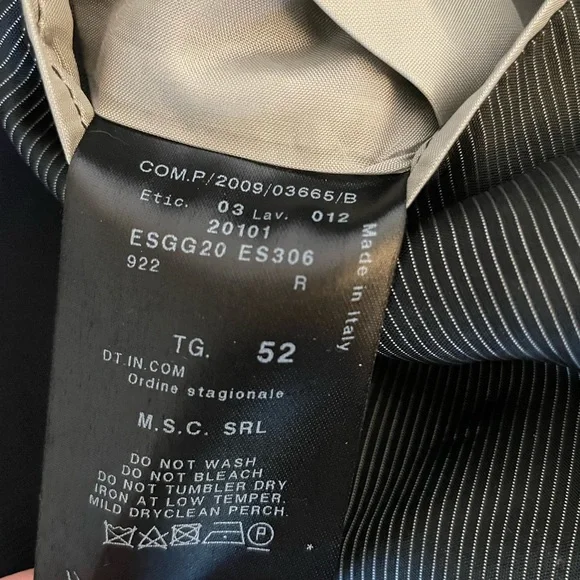 COM.P/2009/03665/B
Etic. 03 Lav. 012
20101
ESGG20 ES306
922 R
Made in Italy
TG. 52
DT.IN.COM
Ordine stagionale
M.S.C. SRL
DO NOT WASH
DO NOT BLEACH
DO NOT TUMBLER DRY
IRON AT LOW TEMPER.
MILD DRYCLEAN PERCH.
P
*